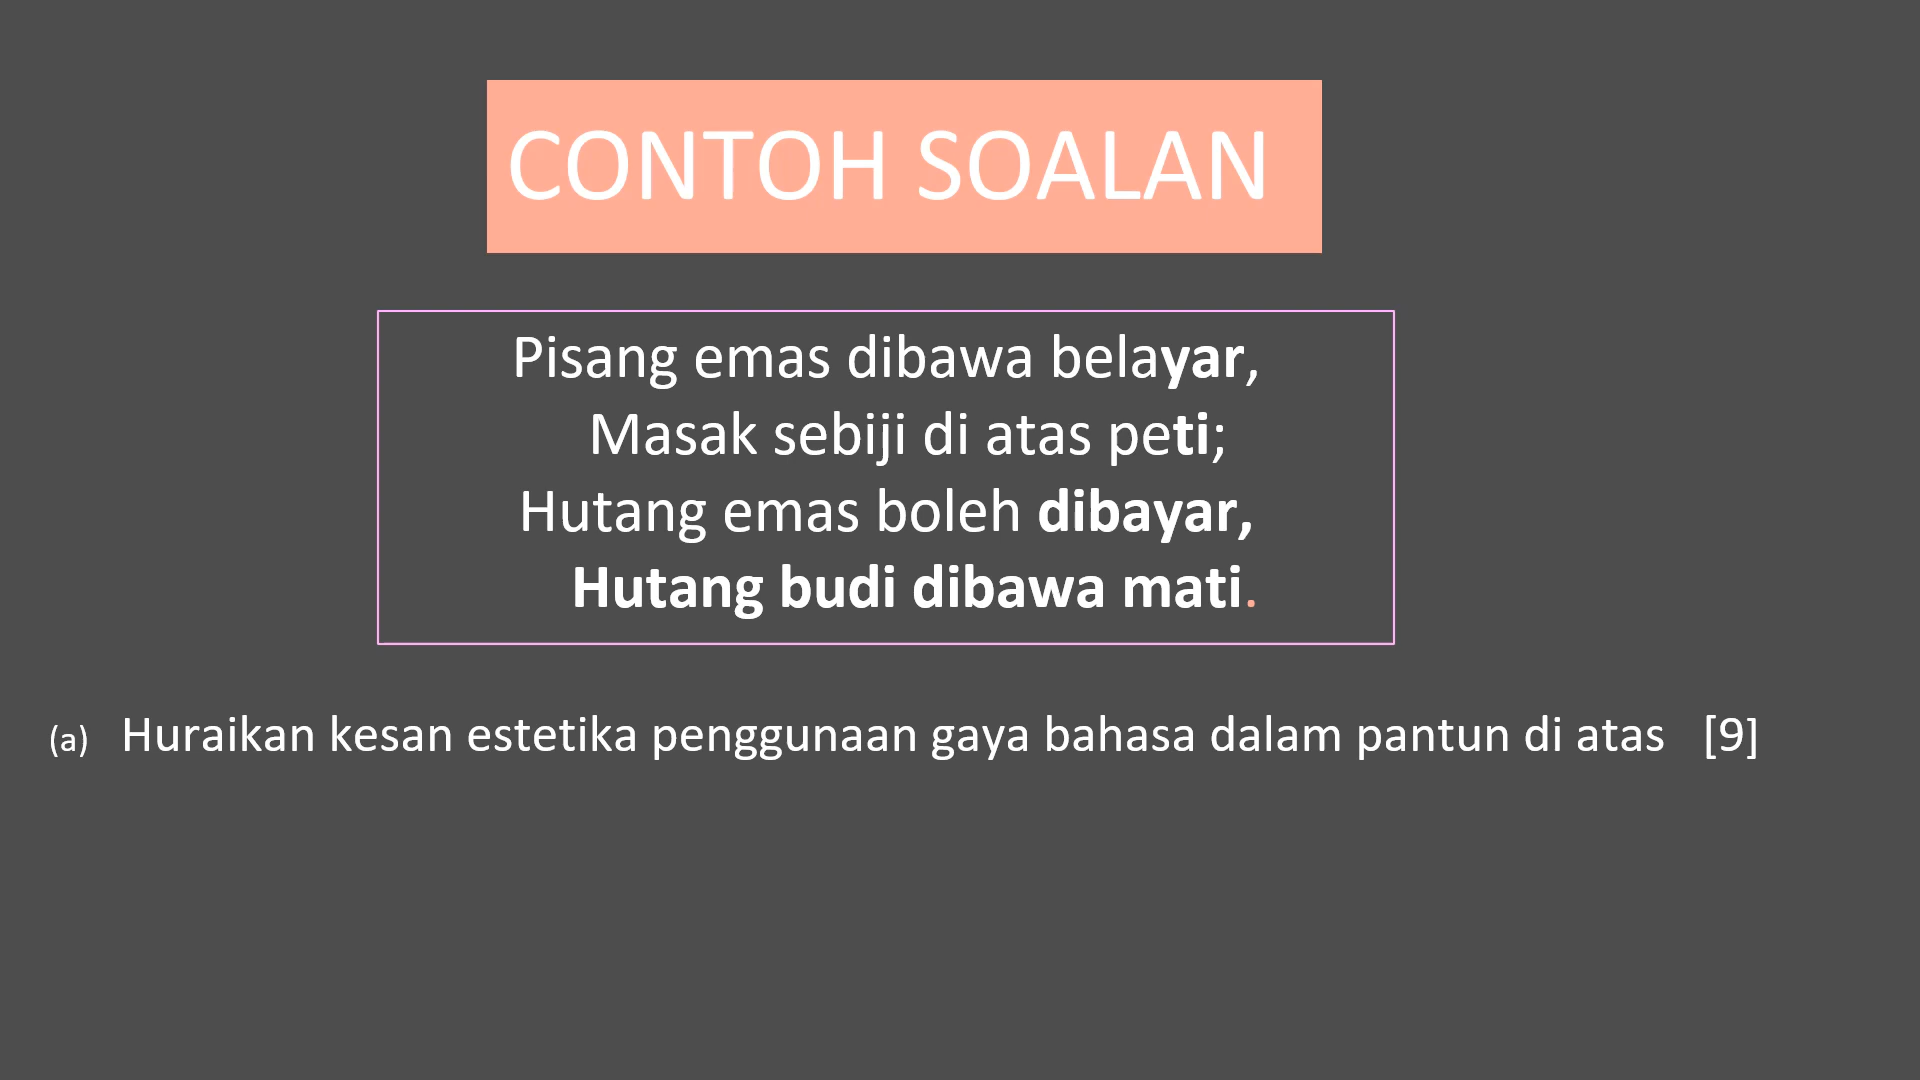 CONTOH SOALAN
Pisang emas dibawa belayar,
Masak sebiji di atas peti;
Hutang emas boleh dibayar,
Hutang budi dibawa mati.
(a) Huraikan kesan estetika penggunaan gaya bahasa dalam pantun di atas [9]